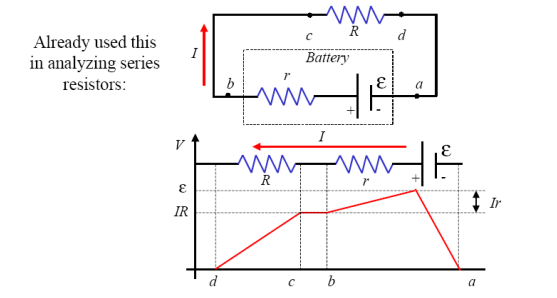 Already used this
in analyzing series
resistors:
I
c
R
d
Battery
b
r
ε
a
+
-
I
V
ε
R
r
+
-
ε
IR
Ir
d
c
b
a